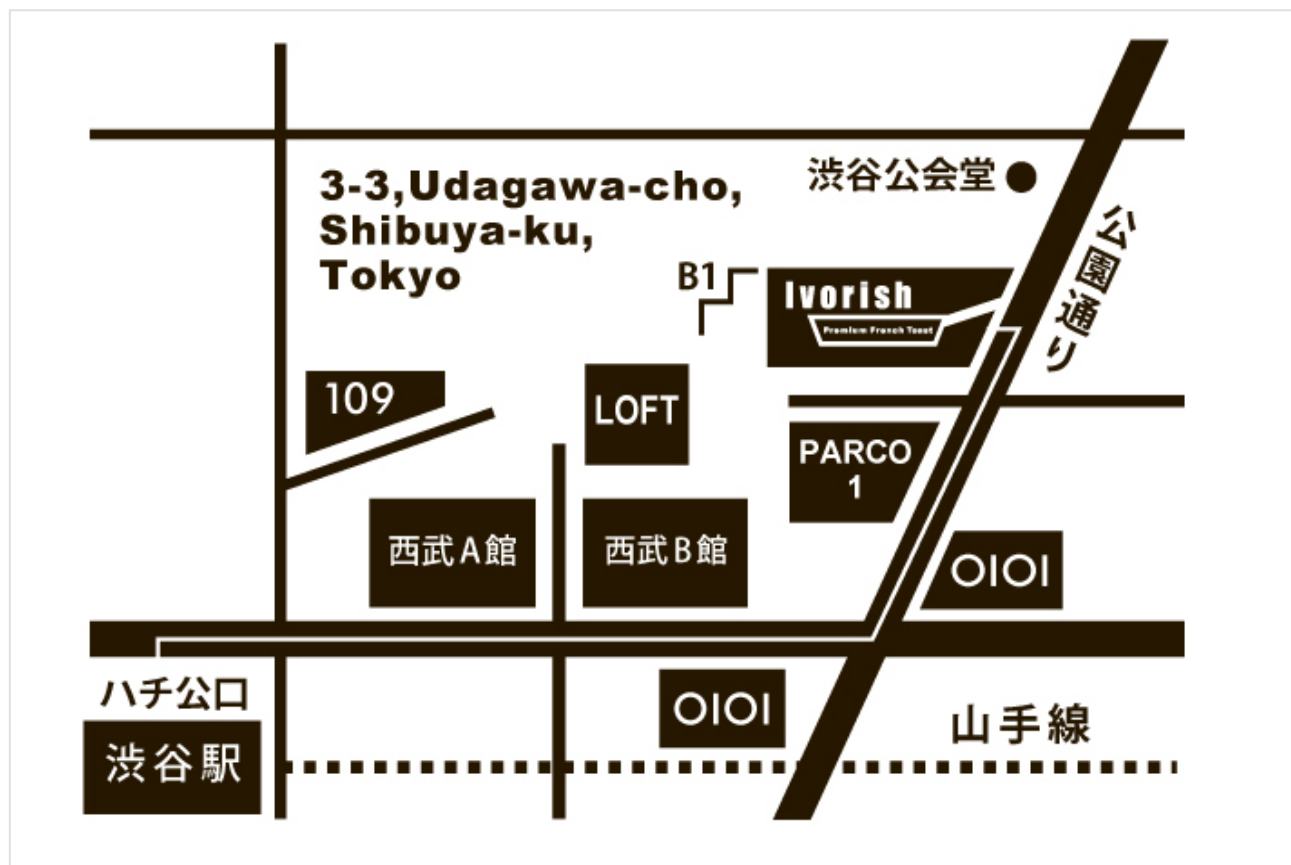 3-3,Udagawa-cho,
Shibuya-ku,
Tokyo
渋谷公会堂
公園通り
B1
Ivorish
Premium French Toast
109
LOFT
PARCO
1
西武A館
西武B館
OIOI
ハチ公口
渋谷駅
OIOI
山手線